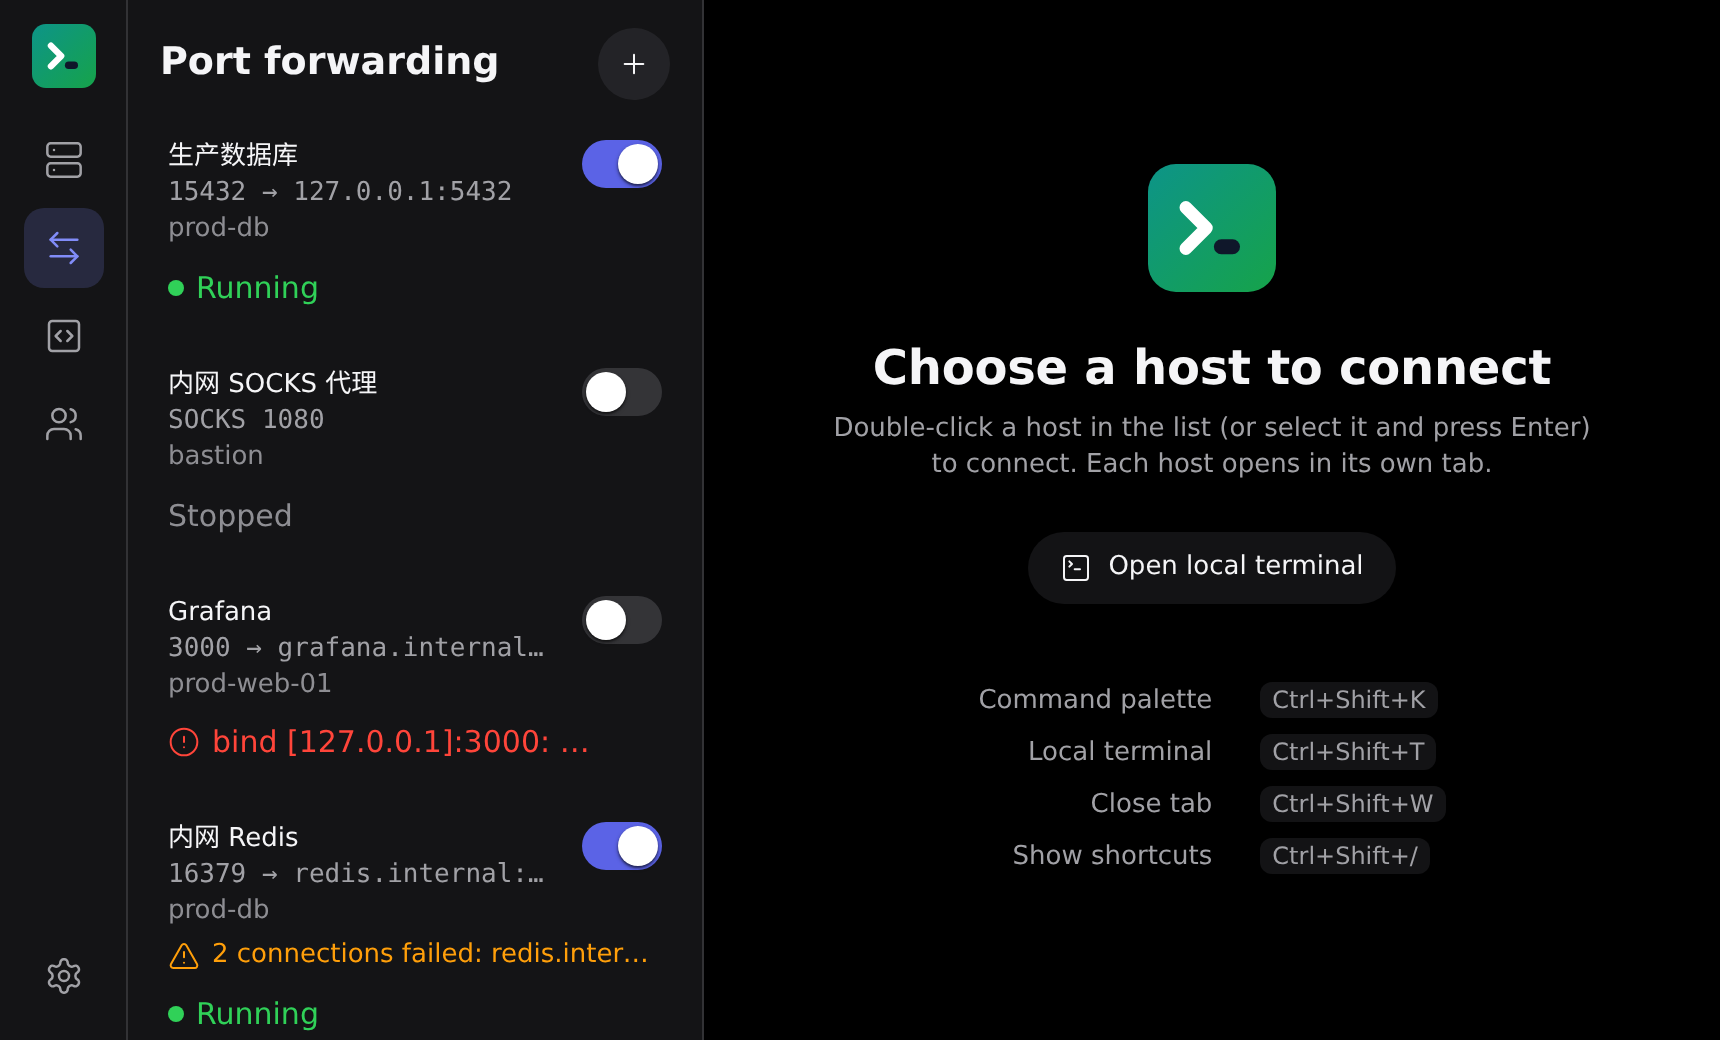 Port forwarding
生产数据库
15432 → 127.0.0.1:5432
prod-db
Running
内网 SOCKS 代理
SOCKS 1080
bastion
Stopped
Grafana
3000 → grafana.internal…
prod-web-01
bind [127.0.0.1]:3000: …
内网 Redis
16379 → redis.internal:…
prod-db
2 connections failed: redis.inter…
Running
Choose a host to connect
Double-click a host in the list (or select it and press Enter)
to connect. Each host opens in its own tab.
Open local terminal
Command palette Ctrl+Shift+K
Local terminal Ctrl+Shift+T
Close tab Ctrl+Shift+W
Show shortcuts Ctrl+Shift+/